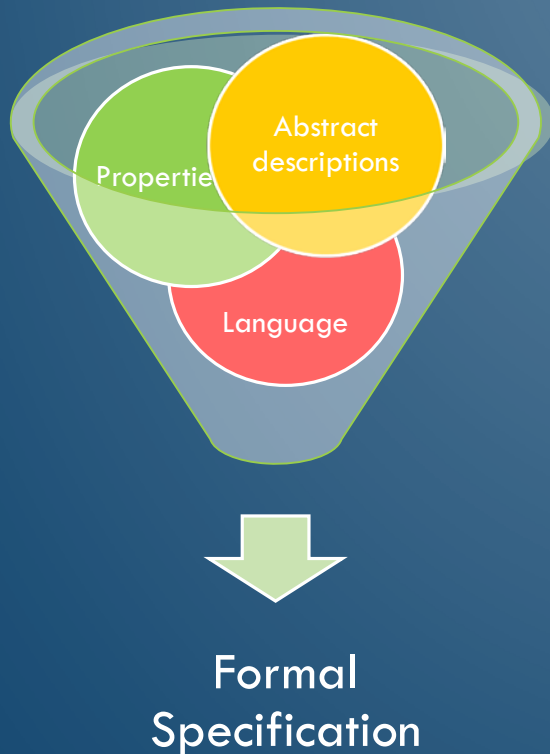 Abstract
descriptions
Propertie
Language
Formal
Specification